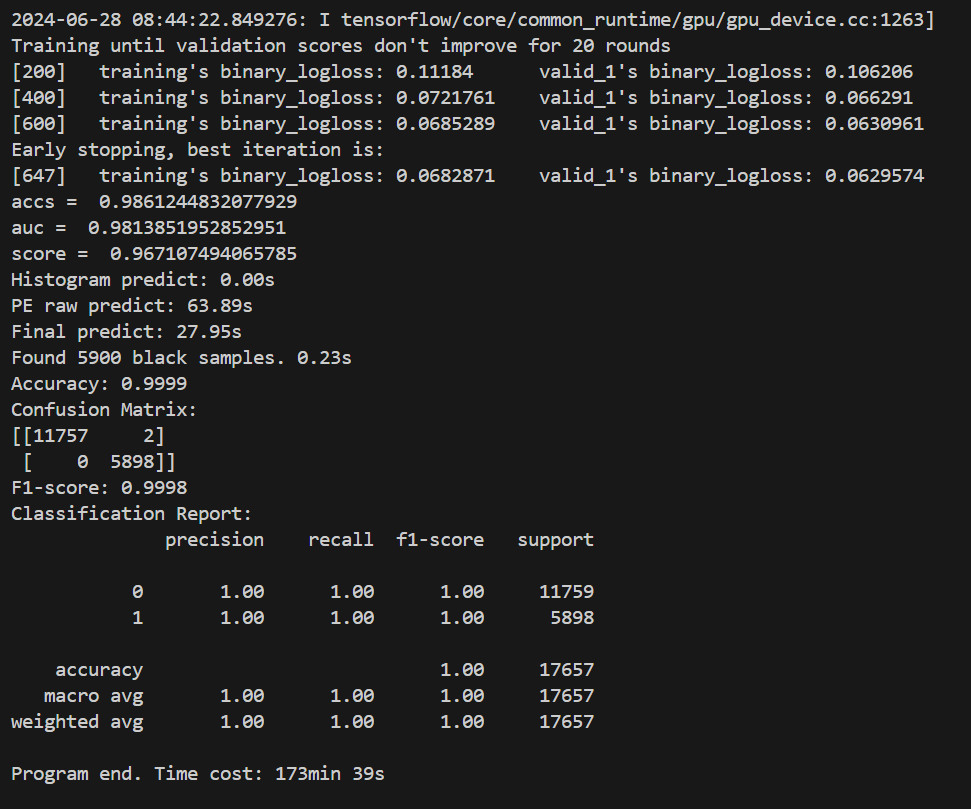 2024-06-28 08:44:22.849276: I tensorflow/core/common_runtime/gpu/gpu_device.cc:1263]
Training until validation scores don't improve for 20 rounds
[200]   training's binary_logloss: 0.11184      valid_1's binary_logloss: 0.106206
[400]   training's binary_logloss: 0.0721761    valid_1's binary_logloss: 0.066291
[600]   training's binary_logloss: 0.0685289    valid_1's binary_logloss: 0.0630961
Early stopping, best iteration is:
[647]   training's binary_logloss: 0.0682871    valid_1's binary_logloss: 0.0629574
accs =  0.9861244832077929
auc =  0.9813851952852951
score =  0.967107494065785
Histogram predict: 0.00s
PE raw predict: 63.89s
Final predict: 27.95s
Found 5900 black samples. 0.23s
Accuracy: 0.9999
Confusion Matrix:
[[11757     2]
 [    0  5898]]
F1-score: 0.9998
Classification Report:
              precision    recall  f1-score   support
           0       1.00      1.00      1.00     11759
           1       1.00      1.00      1.00      5898
    accuracy                           1.00     17657
   macro avg       1.00      1.00      1.00     17657
weighted avg       1.00      1.00      1.00     17657
Program end. Time cost: 173min 39s